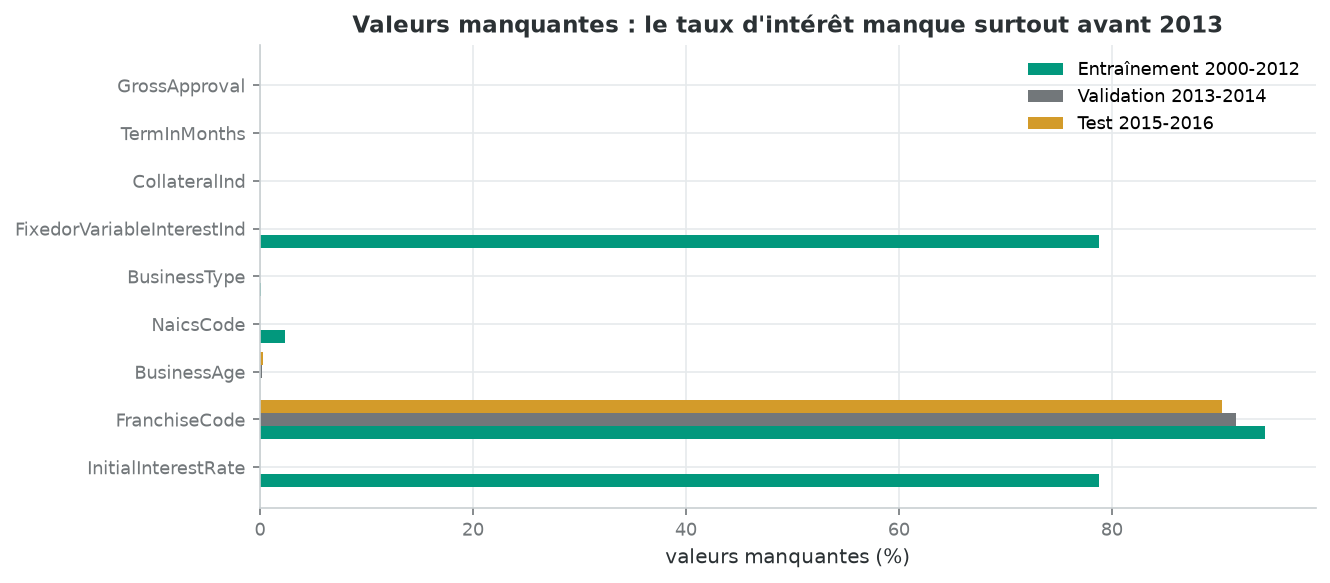 Valeurs manquantes : le taux d'intérêt manque surtout avant 2013
Entraînement 2000-2012
Validation 2013-2014
Test 2015-2016
GrossApproval
TermInMonths
CollateralInd
FixedorVariableInterestInd
BusinessType
NaicsCode
BusinessAge
FranchiseCode
InitialInterestRate
0 20 40 60 80
valeurs manquantes (%)